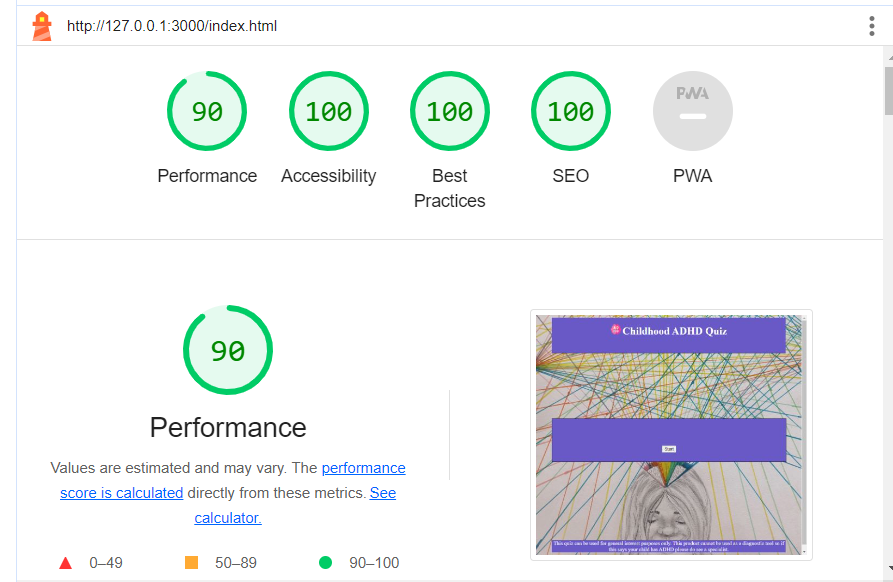 http://127.0.0.1:3000/index.html
90
100
100
100
PWA
Performance
Accessibility
Best
Practices
SEO
PWA
90
Performance
Values are estimated and may vary. The performance
score is calculated directly from these metrics. See
calculator.
0–49
50–89
90–100
Childhood ADHD Quiz
Start
This quiz can be used for general interest purposes only. This product cannot be used as a diagnostic tool so if
this says your child has ADHD please do see a specialist.